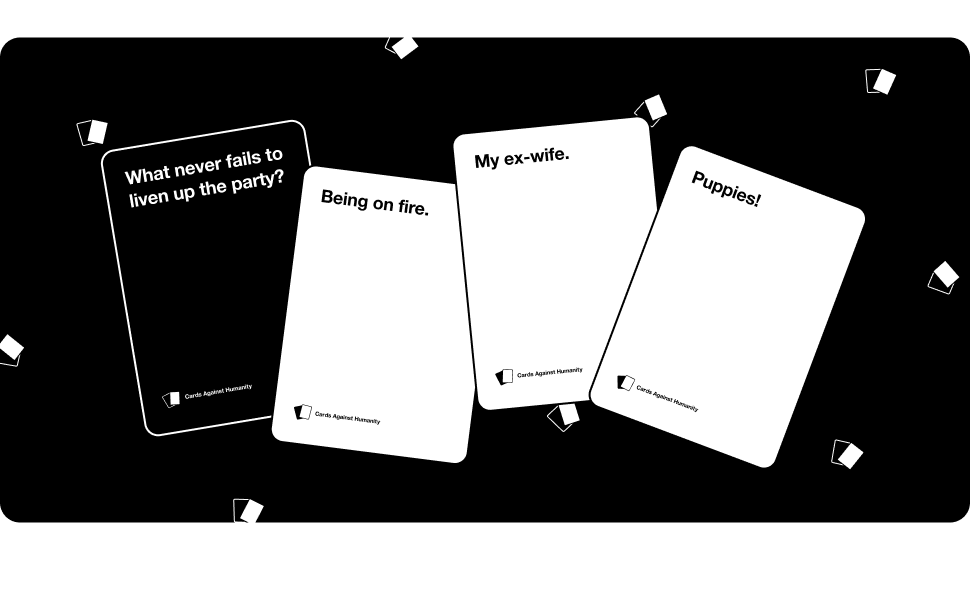 What never fails to
liven up the party?
Cards Against Humanity
Being on fire.
Cards Against Humanity
My ex-wife.
Cards Against Humanity
Puppies!
Cards Against Humanity